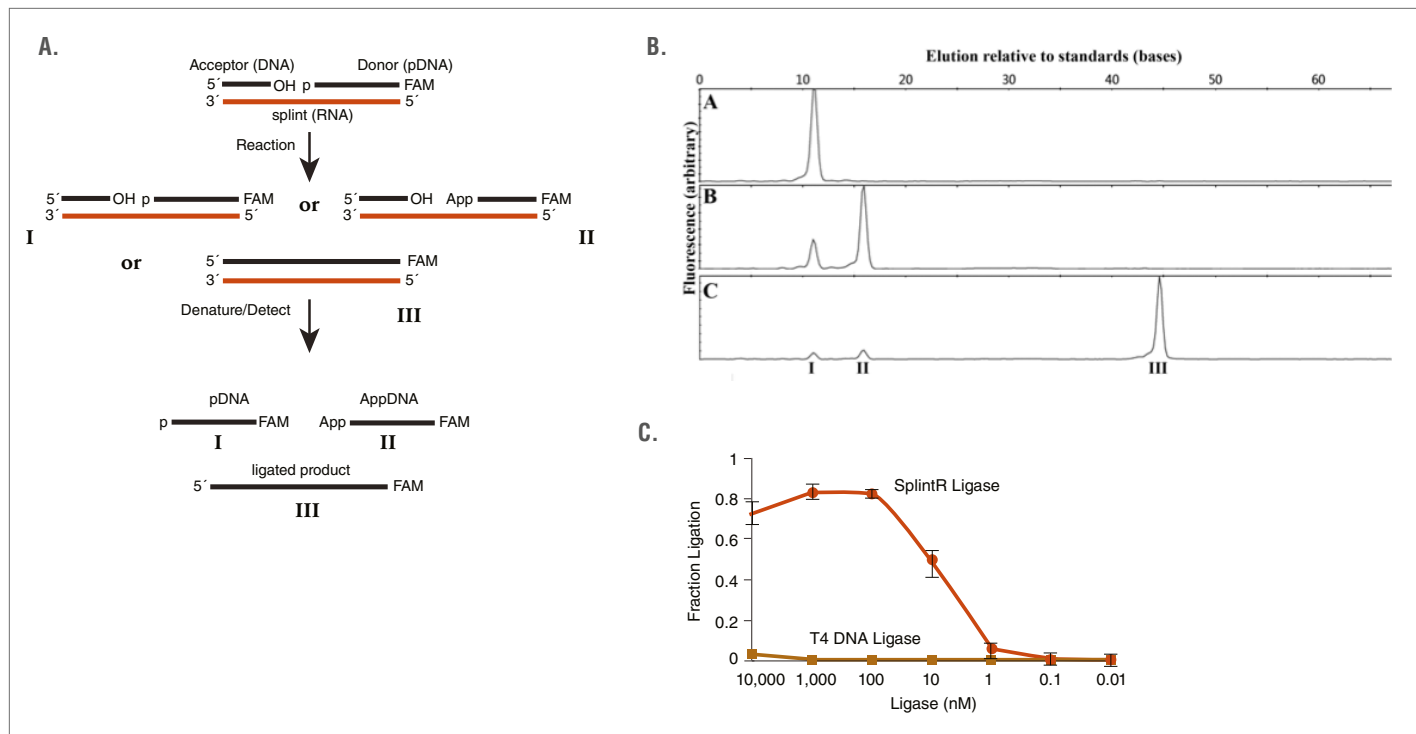 A.
Acceptor (DNA) Donor (pDNA)
5´ OH p FAM
3´ 5´
splint (RNA)
Reaction
5´ OH p FAM or 5´ OH App FAM
3´ 5´ 3´ 5´
I II
or 5´ FAM
3´ 5´
III
Denature/Detect
pDNA AppDNA
p FAM App FAM
I II
ligated product
5´ FAM
III
B.
Elution relative to standards (bases)
0 10 20 30 40 50 60
Fluorescence (arbitrary)
A
B
C
I II III
C.
Fraction Ligation
1
0.8
0.6
0.4
0.2
0
SplintR Ligase
T4 DNA Ligase
10,000 1,000 100 10 1 0.1 0.01
Ligase (nM)